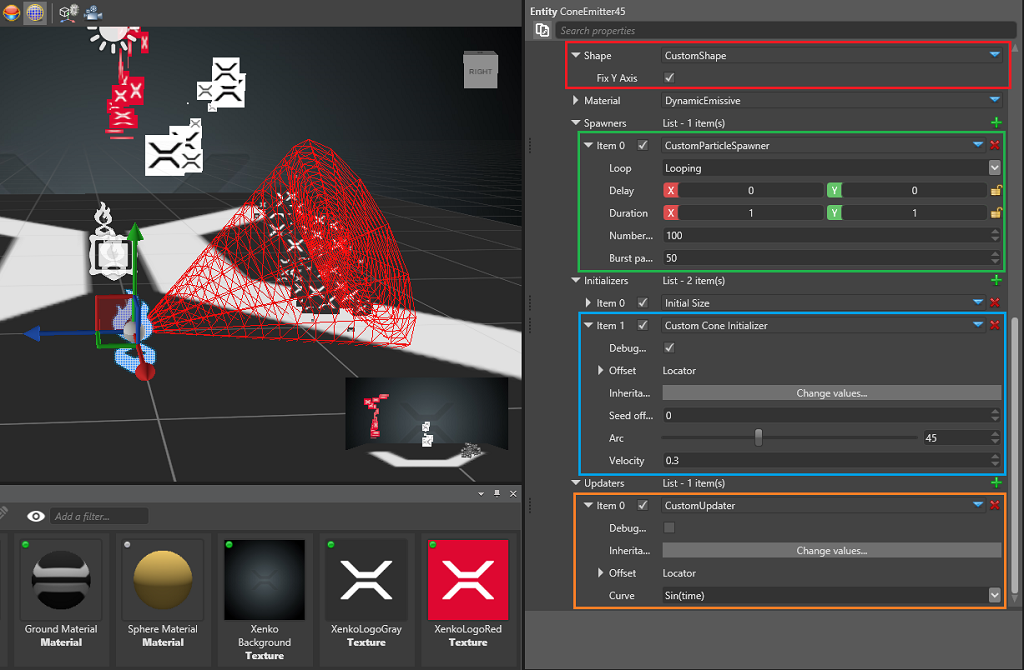 Entity ConeEmitter45
Search properties
Shape CustomShape
Fix Y Axis
Material DynamicEmissive
Spawners List - 1 item(s)
Item 0 CustomParticleSpawner
Loop Looping
Delay X 0 Y 0
Duration X 1 Y 1
Number... 100
Burst pa... 50
Initializers List - 2 item(s)
Item 0 Initial Size
Item 1 Custom Cone Initializer
Debug...
Offset Locator
Inherita... Change values...
Seed off... 0
Arc 45
Velocity 0.3
Updaters List - 1 item(s)
Item 0 CustomUpdater
Debug...
Inherita... Change values...
Offset Locator
Curve Sin(time)
RIGHT
Add a filter...
Ground Material
Material
Sphere Material
Material
Xenko
Background
Texture
XenkoLogoGray
Texture
XenkoLogoRed
Texture